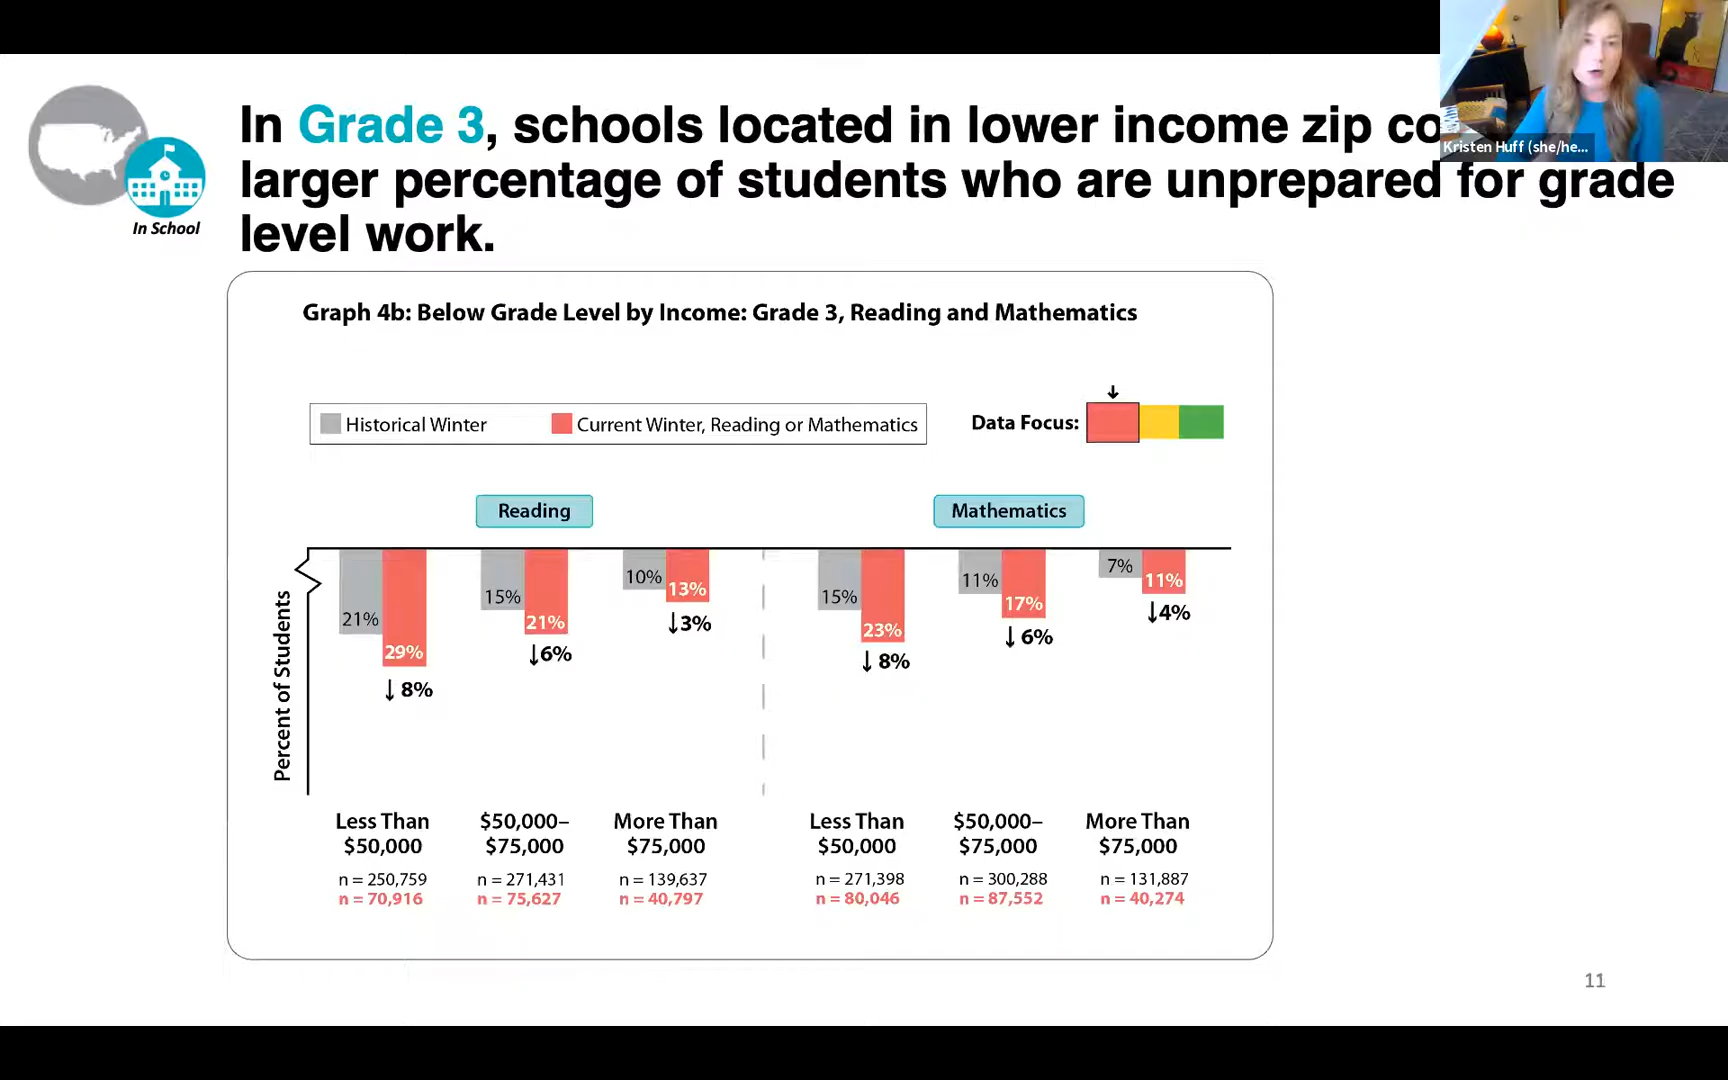 In Grade 3, schools located in lower income zip co
larger percentage of students who are unprepared for grade
level work.
In School
Kristen Huff (she/he...
Graph 4b: Below Grade Level by Income: Grade 3, Reading and Mathematics
Historical Winter
Current Winter, Reading or Mathematics
Data Focus:
Reading
Mathematics
Percent of Students
21%
29%
↓ 8%
15%
21%
↓6%
10%
13%
↓3%
15%
23%
↓ 8%
11%
17%
↓ 6%
7%
11%
↓4%
Less Than
$50,000
n = 250,759
n = 70,916
$50,000–
$75,000
n = 271,431
n = 75,627
More Than
$75,000
n = 139,637
n = 40,797
Less Than
$50,000
n = 271,398
n = 80,046
$50,000–
$75,000
n = 300,288
n = 87,552
More Than
$75,000
n = 131,887
n = 40,274
11